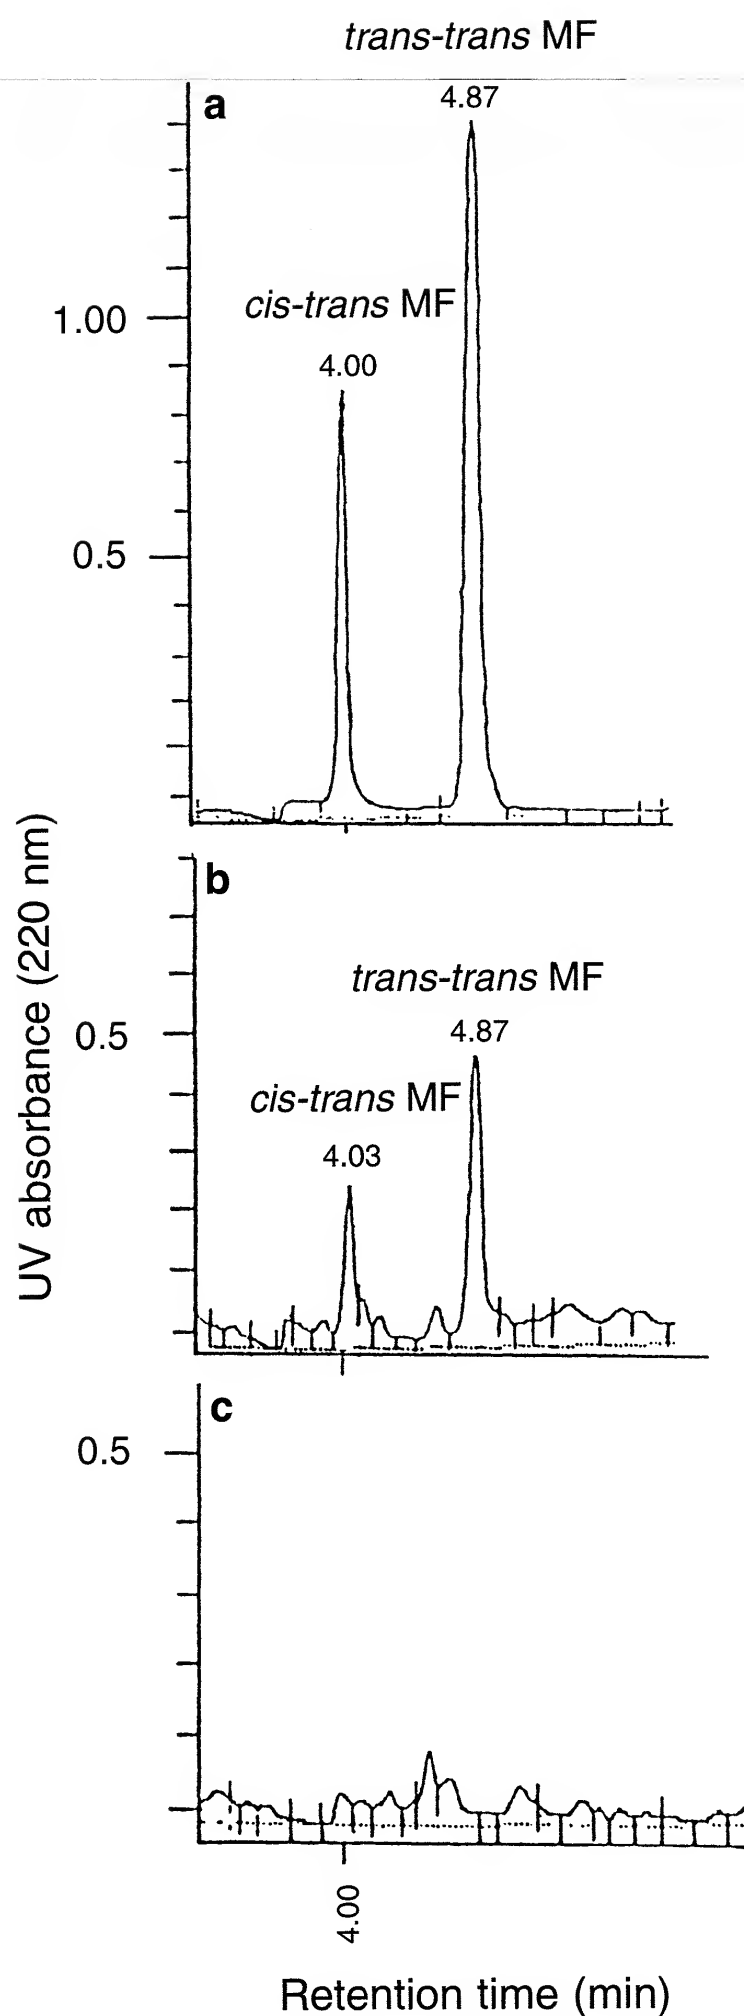 trans-trans MF
a
4.87
cis-trans MF
1.00
4.00
0.5
b
trans-trans MF
0.5
4.87
cis-trans MF
4.03
UV absorbance (220 nm)
c
0.5
4.00
Retention time (min)